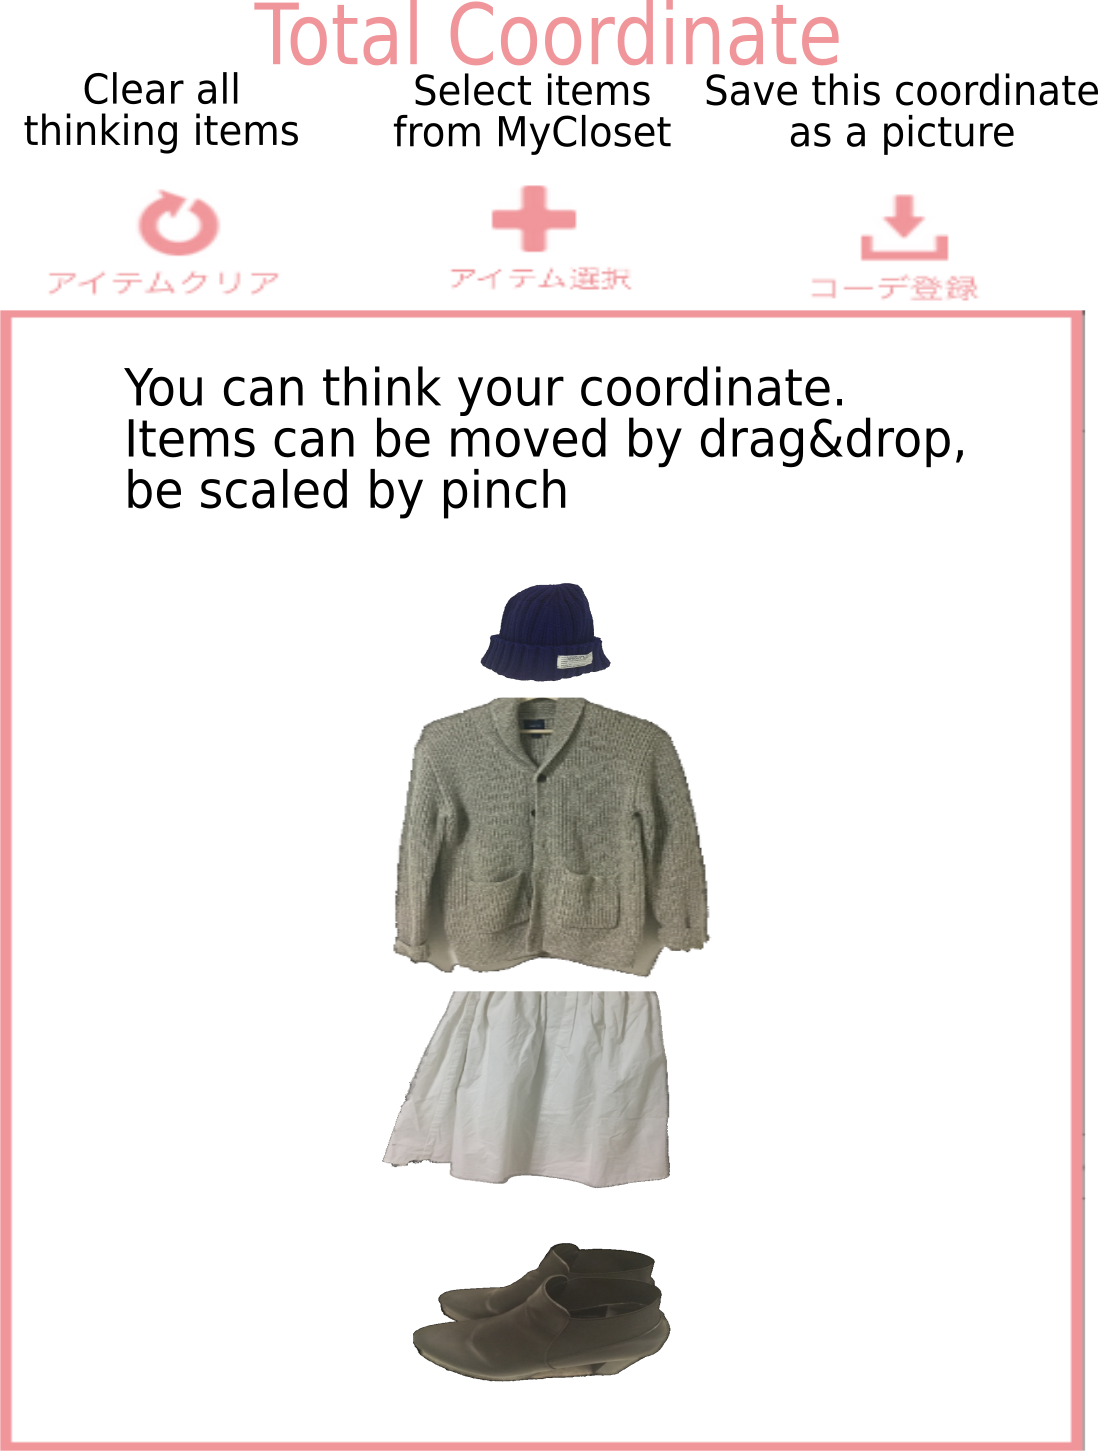 Total Coordinate
Clear all
thinking items
Select items
from MyCloset
Save this coordinate
as a picture
アイテムクリア
アイテム選択
コーデ登録
You can think your coordinate.
Items can be moved by drag&drop,
be scaled by pinch